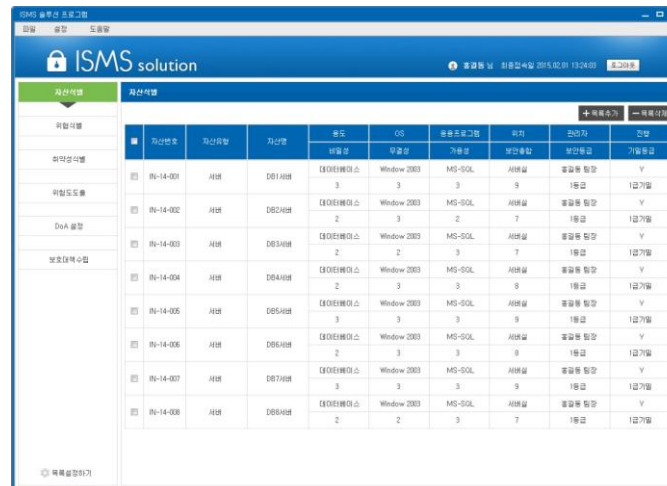 ISMS 솔루션 프로그램
파일 설정 도움말
ISMS solution
홍길동 님 최종접속일 2015.02.01 13:24:03 로그아웃
자산식별
위험식별
취약성식별
위험도도출
DoA 설정
보호대책수립
목록설정하기
자산식별
+ 목록추가 - 목록삭제
자산번호 자산유형 자산명 용도 OS 응용프로그램 위치 관리자 진행
비밀성 무결성 가용성 보안총합 보안등급 기밀등급
IN-14-001 서버 DB1서버 데이터베이스 Window 2003 MS-SQL 서버실 홍길동 팀장 Y
3 3 3 9 1등급 1급기밀
IN-14-002 서버 DB2서버 데이터베이스 Window 2003 MS-SQL 서버실 홍길동 팀장 Y
2 3 2 7 1등급 1급기밀
IN-14-003 서버 DB3서버 데이터베이스 Window 2003 MS-SQL 서버실 홍길동 팀장 Y
2 2 3 7 1등급 1급기밀
IN-14-004 서버 DB4서버 데이터베이스 Window 2003 MS-SQL 서버실 홍길동 팀장 Y
2 3 3 8 1등급 1급기밀
IN-14-005 서버 DB5서버 데이터베이스 Window 2003 MS-SQL 서버실 홍길동 팀장 Y
3 3 3 9 1등급 1급기밀
IN-14-006 서버 DB6서버 데이터베이스 Window 2003 MS-SQL 서버실 홍길동 팀장 Y
2 3 3 8 1등급 1급기밀
IN-14-007 서버 DB7서버 데이터베이스 Window 2003 MS-SQL 서버실 홍길동 팀장 Y
3 3 3 9 1등급 1급기밀
IN-14-008 서버 DB8서버 데이터베이스 Window 2003 MS-SQL 서버실 홍길동 팀장 Y
2 2 3 7 1등급 1급기밀